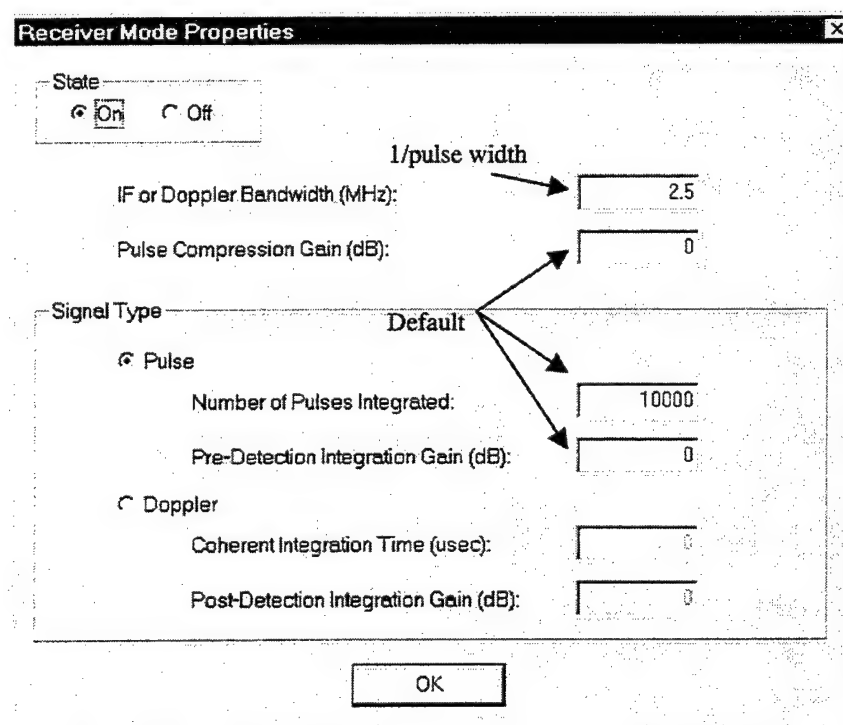 Receiver Mode Properties
State
On Off
1/pulse width
IF or Doppler Bandwidth (MHz): 2.5
Pulse Compression Gain (dB): 0
Signal Type
Default
Pulse
Number of Pulses Integrated: 10000
Pre-Detection Integration Gain (dB): 0
Doppler
Coherent Integration Time (usec): 0
Post-Detection Integration Gain (dB): 0
OK